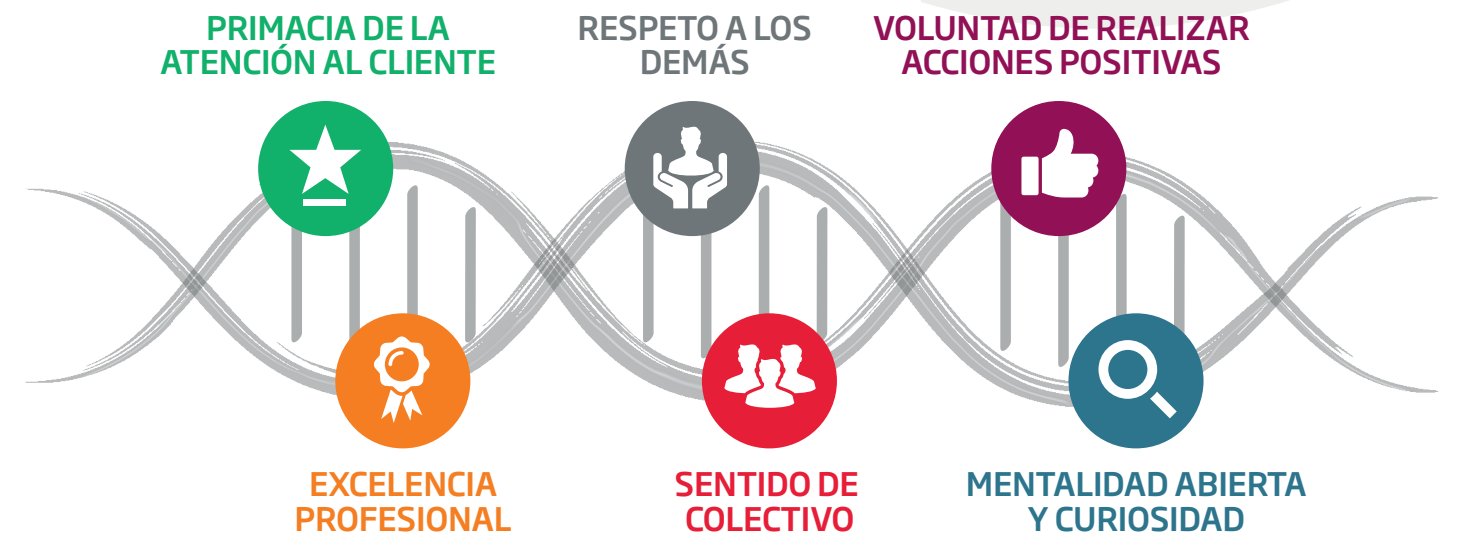 PRIMACIA DE LA
ATENCIÓN AL CLIENTE
RESPETO A LOS
DEMÁS
VOLUNTAD DE REALIZAR
ACCIONES POSITIVAS
EXCELENCIA
PROFESIONAL
SENTIDO DE
COLECTIVO
MENTALIDAD ABIERTA
Y CURIOSIDAD